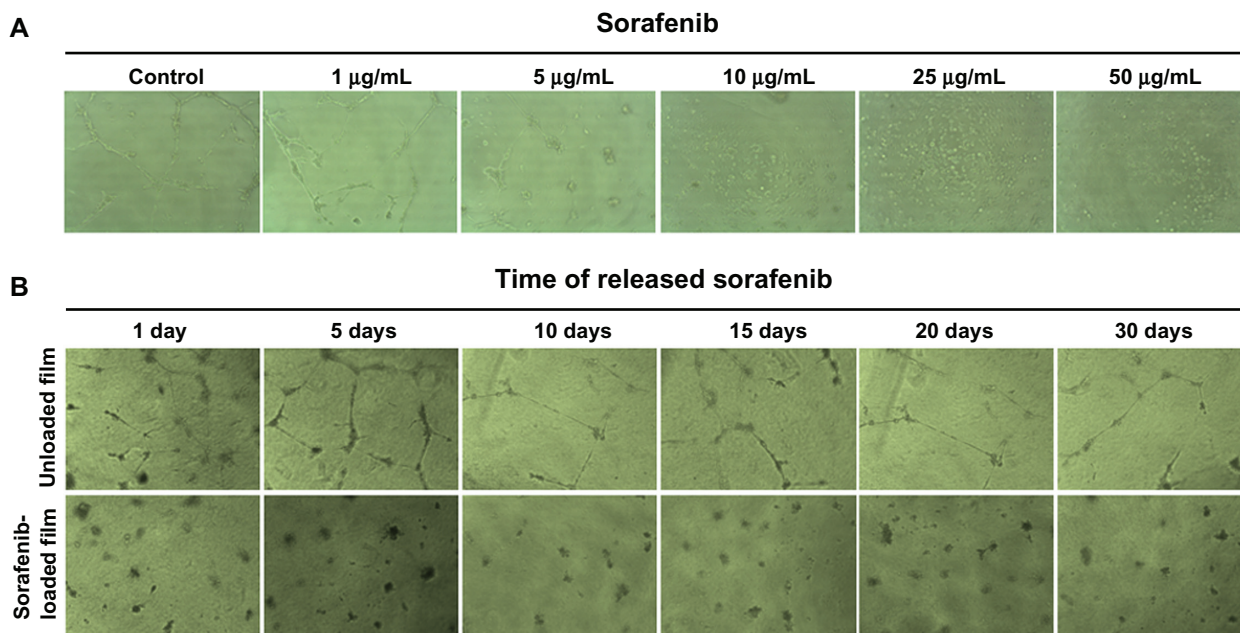 A
Sorafenib
Control 1 μg/mL 5 μg/mL 10 μg/mL 25 μg/mL 50 μg/mL
B
Time of released sorafenib
1 day 5 days 10 days 15 days 20 days 30 days
Unloaded film
Sorafenib-
loaded film